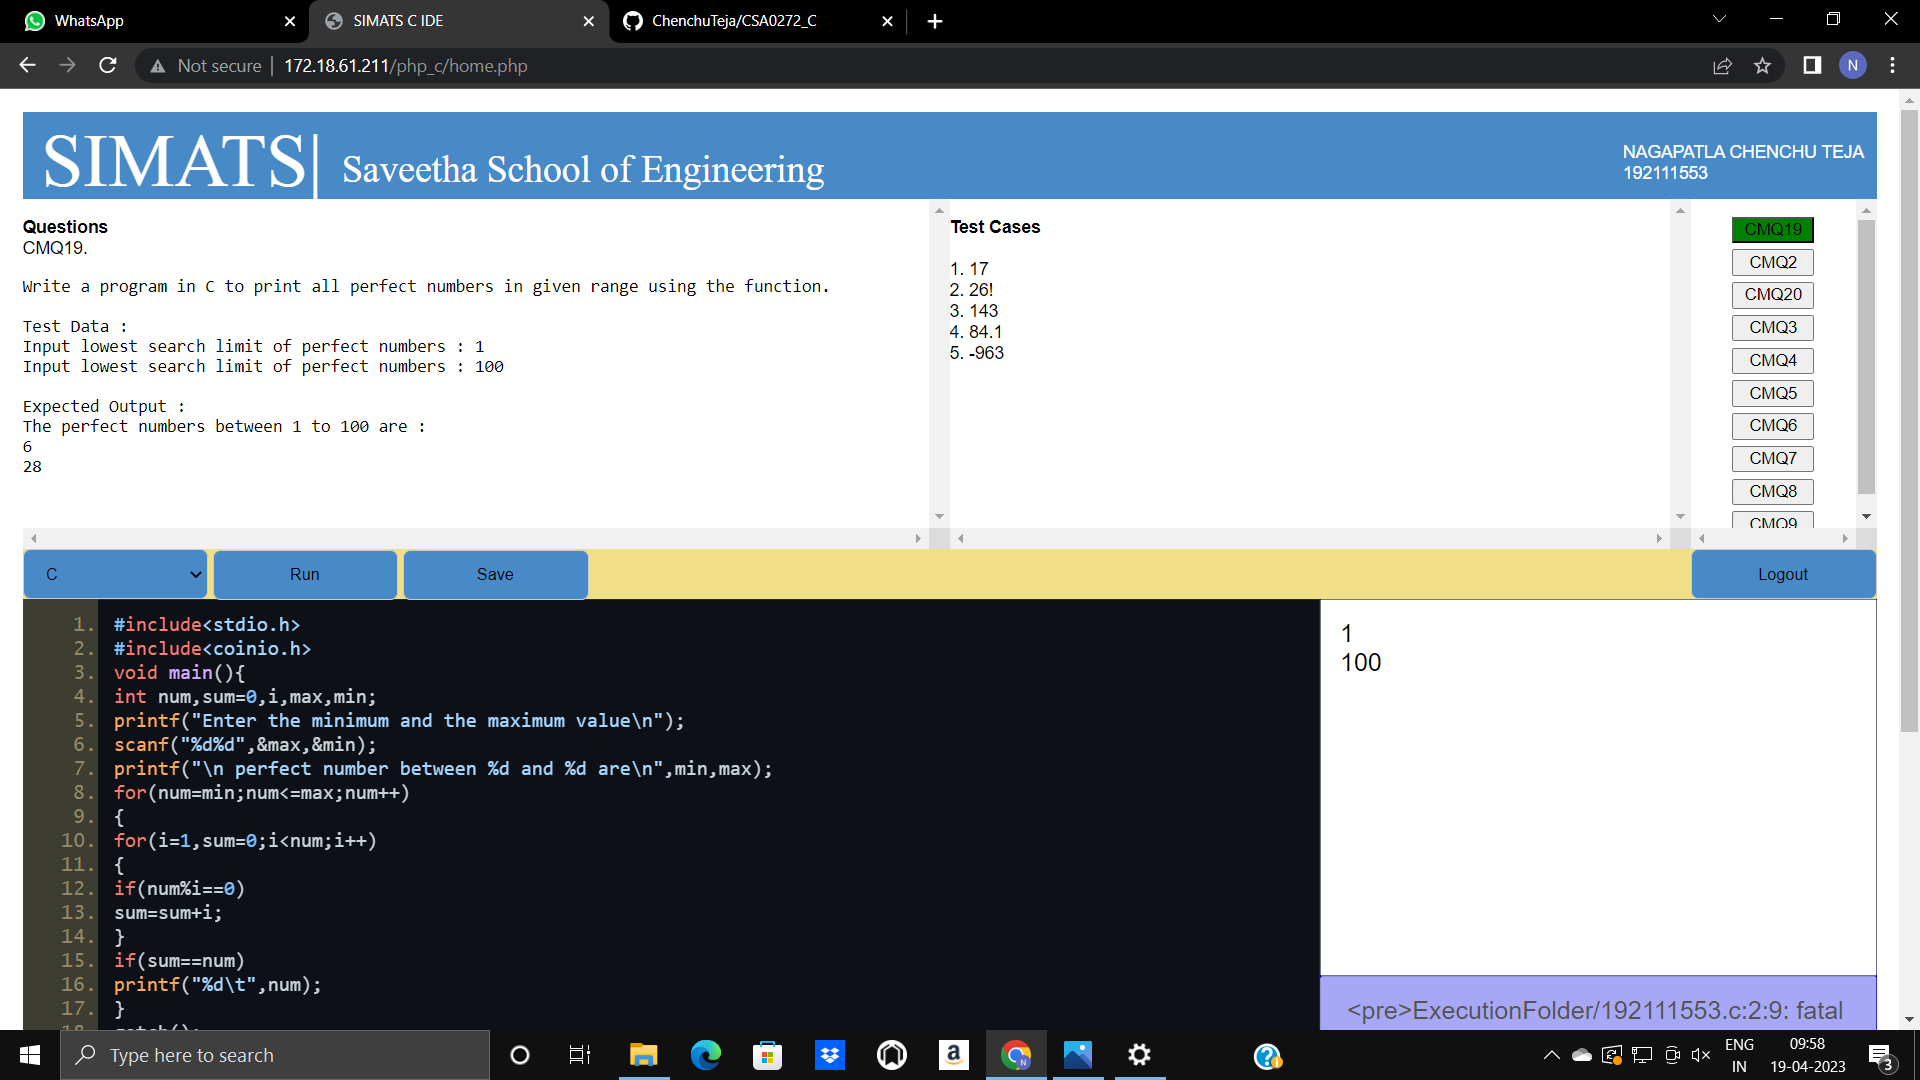 WhatsApp
SIMATS C IDE
ChenchuTeja/CSA0272_C
Not secure
172.18.61.211/php_c/home.php
N
SIMATS|
Saveetha School of Engineering
NAGAPATLA CHENCHU TEJA
192111553
Questions
CMQ19.
Write a program in C to print all perfect numbers in given range using the function.
Test Data :
Input lowest search limit of perfect numbers : 1
Input lowest search limit of perfect numbers : 100
Expected Output :
The perfect numbers between 1 to 100 are :
6
28
Test Cases
1. 17
2. 26!
3. 143
4. 84.1
5. -963
CMQ19
CMQ2
CMQ20
CMQ3
CMQ4
CMQ5
CMQ6
CMQ7
CMQ8
CMQ9
C
Run
Save
Logout
1. #include<stdio.h>
2. #include<coinio.h>
3. void main(){
4. int num,sum=0,i,max,min;
5. printf("Enter the minimum and the maximum value\n");
6. scanf("%d%d",&max,&min);
7. printf("\n perfect number between %d and %d are\n",min,max);
8. for(num=min;num<=max;num++)
9. {
10. for(i=1,sum=0;i<num;i++)
11. {
12. if(num%i==0)
13. sum=sum+i;
14. }
15. if(sum==num)
16. printf("%d\t",num);
17. }
1
100
<pre>ExecutionFolder/192111553.c:2:9: fatal
Type here to search
ENG
IN
09:58
19-04-2023
3